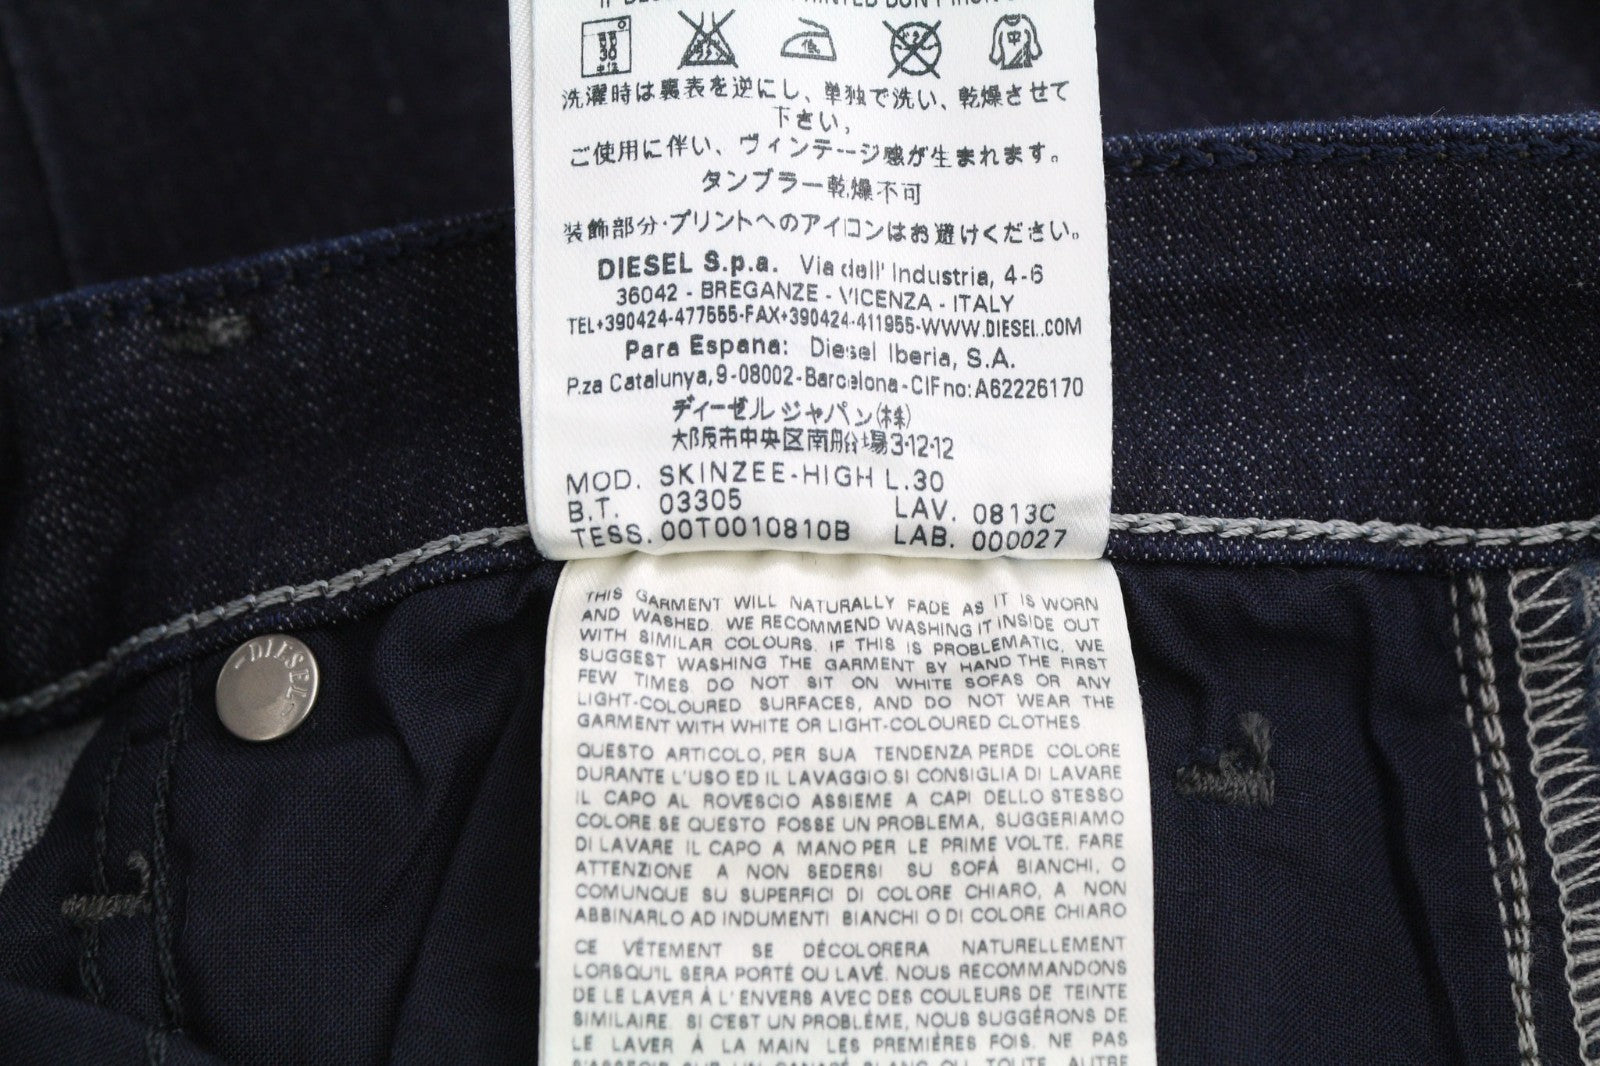 30
中性
低
中
洗濯時は裏表を逆にし、単独で洗い、乾燥させて
下さい。
ご使用に伴い、ヴィンテージ感が生まれます。
タンブラー乾燥不可
装飾部分・プリントへのアイロンはお避けください。
DIESEL S.p.a. Via dell' Industria, 4-6
36042 - BREGANZE - VICENZA - ITALY
TEL+390424-477555-FAX+390424-411955-WWW.DIESEL.COM
Para Espana: Diesel Iberia, S.A.
P.za Catalunya,9-08002-Barcelona-CIF no:A62226170
ディーゼル ジャパン(株)
大阪市中央区南船場3-12-12
MOD. SKINZEE-HIGH L.30
B.T. 03305 LAV. 0813C
TESS. 00T0010810B LAB. 000027
DIESEL
THIS GARMENT WILL NATURALLY FADE AS IT IS WORN
AND WASHED. WE RECOMMEND WASHING IT INSIDE OUT
WITH SIMILAR COLOURS. IF THIS IS PROBLEMATIC, WE
SUGGEST WASHING THE GARMENT BY HAND THE FIRST
FEW TIMES DO NOT SIT ON WHITE SOFAS OR ANY
LIGHT-COLOURED SURFACES, AND DO NOT WEAR THE
GARMENT WITH WHITE OR LIGHT-COLOURED CLOTHES
QUESTO ARTICOLO, PER SUA TENDENZA PERDE COLORE
DURANTE L'USO ED IL LAVAGGIO.SI CONSIGLIA DI LAVARE
IL CAPO AL ROVESCIO ASSIEME A CAPI DELLO STESSO
COLORE.SE QUESTO FOSSE UN PROBLEMA, SUGGERIAMO
DI LAVARE IL CAPO A MANO PER LE PRIME VOLTE. FARE
ATTENZIONE A NON SEDERSI SU SOFÁ BIANCHI, O
COMUNQUE SU SUPERFICI DI COLORE CHIARO, A NON
ABBINARLO AD INDUMENTI BIANCHI O DI COLORE CHIARO
CE VÊTEMENT SE DÉCOLORERA NATURELLEMENT
LORSQU'IL SERA PORTÉ OU LAVÉ. NOUS RECOMMANDONS
DE LE LAVER À L'ENVERS AVEC DES COULEURS DE TEINTE
SIMILAIRE. SI C'EST UN PROBLÉME, NOUS SUGGÉRONS DE
LE LAVER À LA MAIN LES PREMIÉRES FOIS. NE PAS